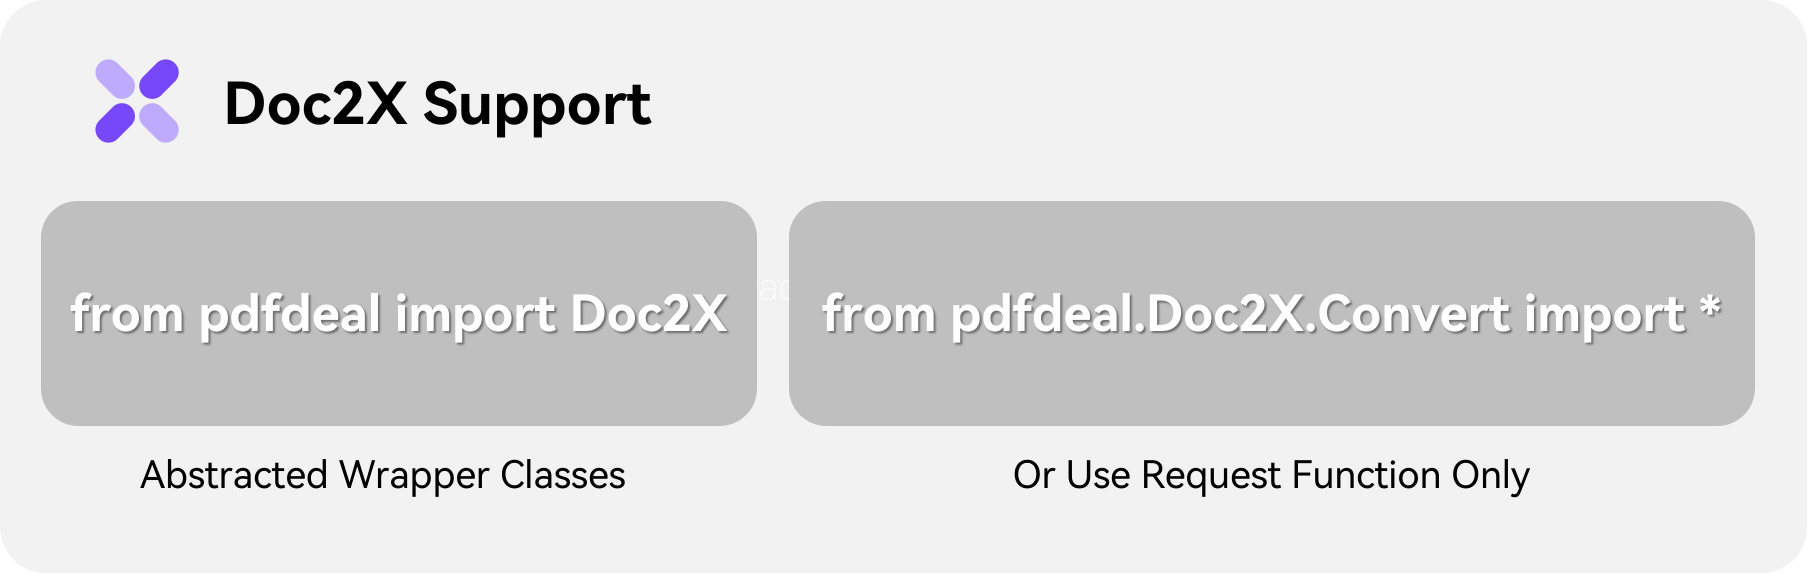 Doc2X Support
from pdfdeal import Doc2X
from pdfdeal.Doc2X.Convert import *
Abstracted Wrapper Classes
Or Use Request Function Only